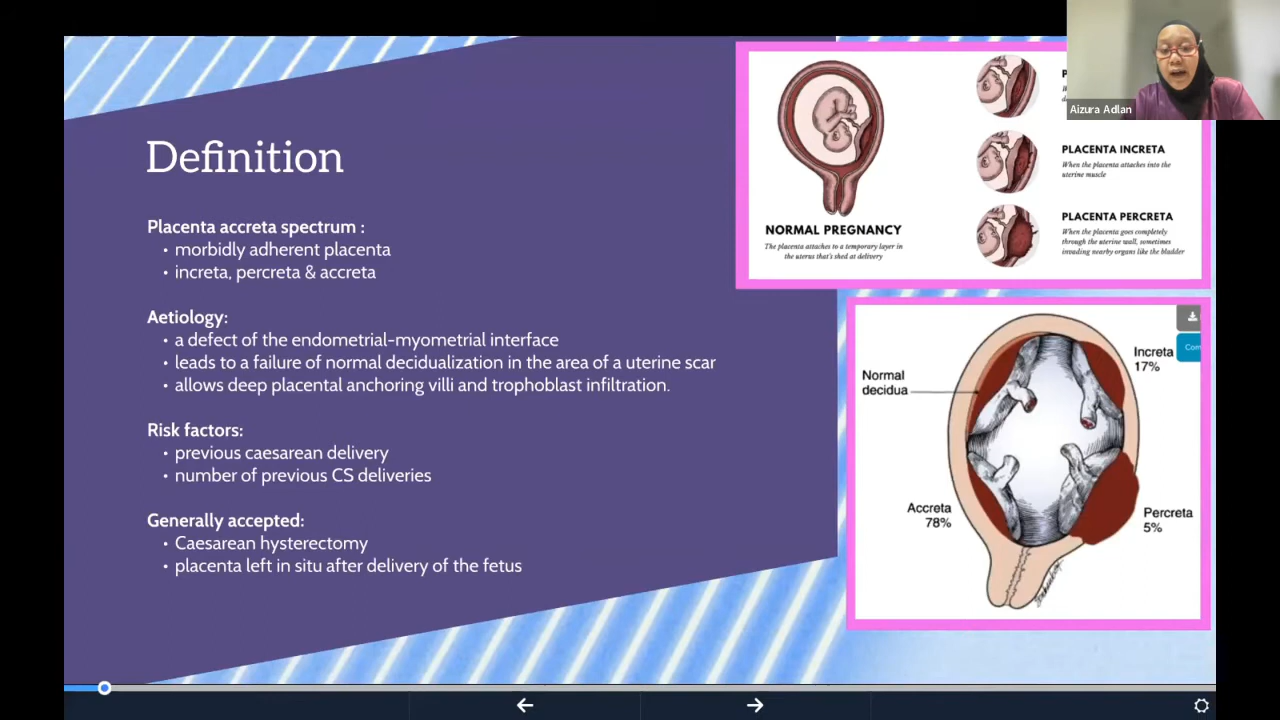 Definition
Placenta accreta spectrum :
• morbidly adherent placenta
• increta, percreta & accreta
Aetiology:
• a defect of the endometrial-myometrial interface
• leads to a failure of normal decidualization in the area of a uterine scar
• allows deep placental anchoring villi and trophoblast infiltration.
Risk factors:
• previous caesarean delivery
• number of previous CS deliveries
Generally accepted:
• Caesarean hysterectomy
• placenta left in situ after delivery of the fetus
NORMAL PREGNANCY
The placenta attaches to a temporary layer in
the uterus that's shed at delivery
PLACENTA INCRETA
When the placenta attaches into the
uterine muscle
PLACENTA PERCRETA
When the placenta goes completely
through the uterine wall, sometimes
invading nearby organs like the bladder
Aizura Adlan
Normal
decidua
Increta
17%
Com
Accreta
78%
Percreta
5%